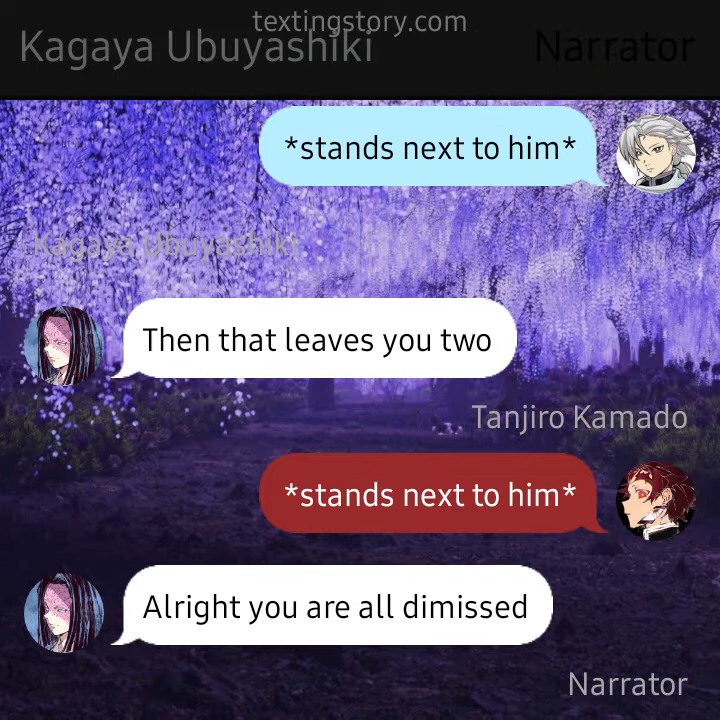 textingstory.com
Kagaya Ubuyashiki
Narrator
*stands next to him*
Kagaya Ubuyashiki
Then that leaves you two
Tanjiro Kamado
*stands next to him*
Alright you are all dimissed
Narrator